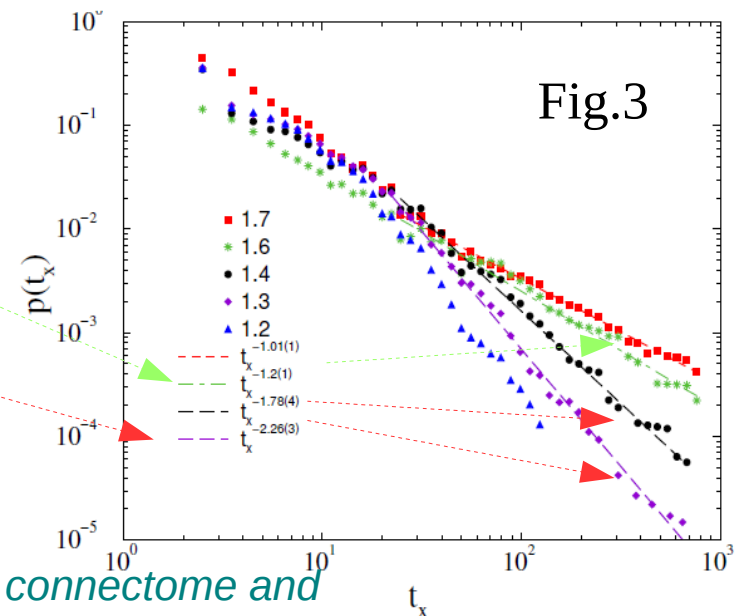 10⁰
Fig.3
10⁻¹
10⁻²
10⁻³
10⁻⁴
10⁻⁵
p(tₓ)
1.7
1.6
1.4
1.3
1.2
tₓ^-1.01(1)
tₓ^-1.2(1)
tₓ^-1.78(4)
tₓ^-2.26(3)
10⁰ 10¹ 10² 10³
tₓ
connectome and